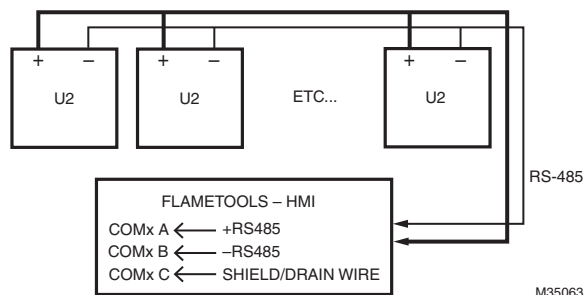 + – + – + –
U2 U2 ETC... U2
RS-485
FLAMETOOLS – HMI
COMx A +RS485
COMx B –RS485
COMx C SHIELD/DRAIN WIRE
M35063